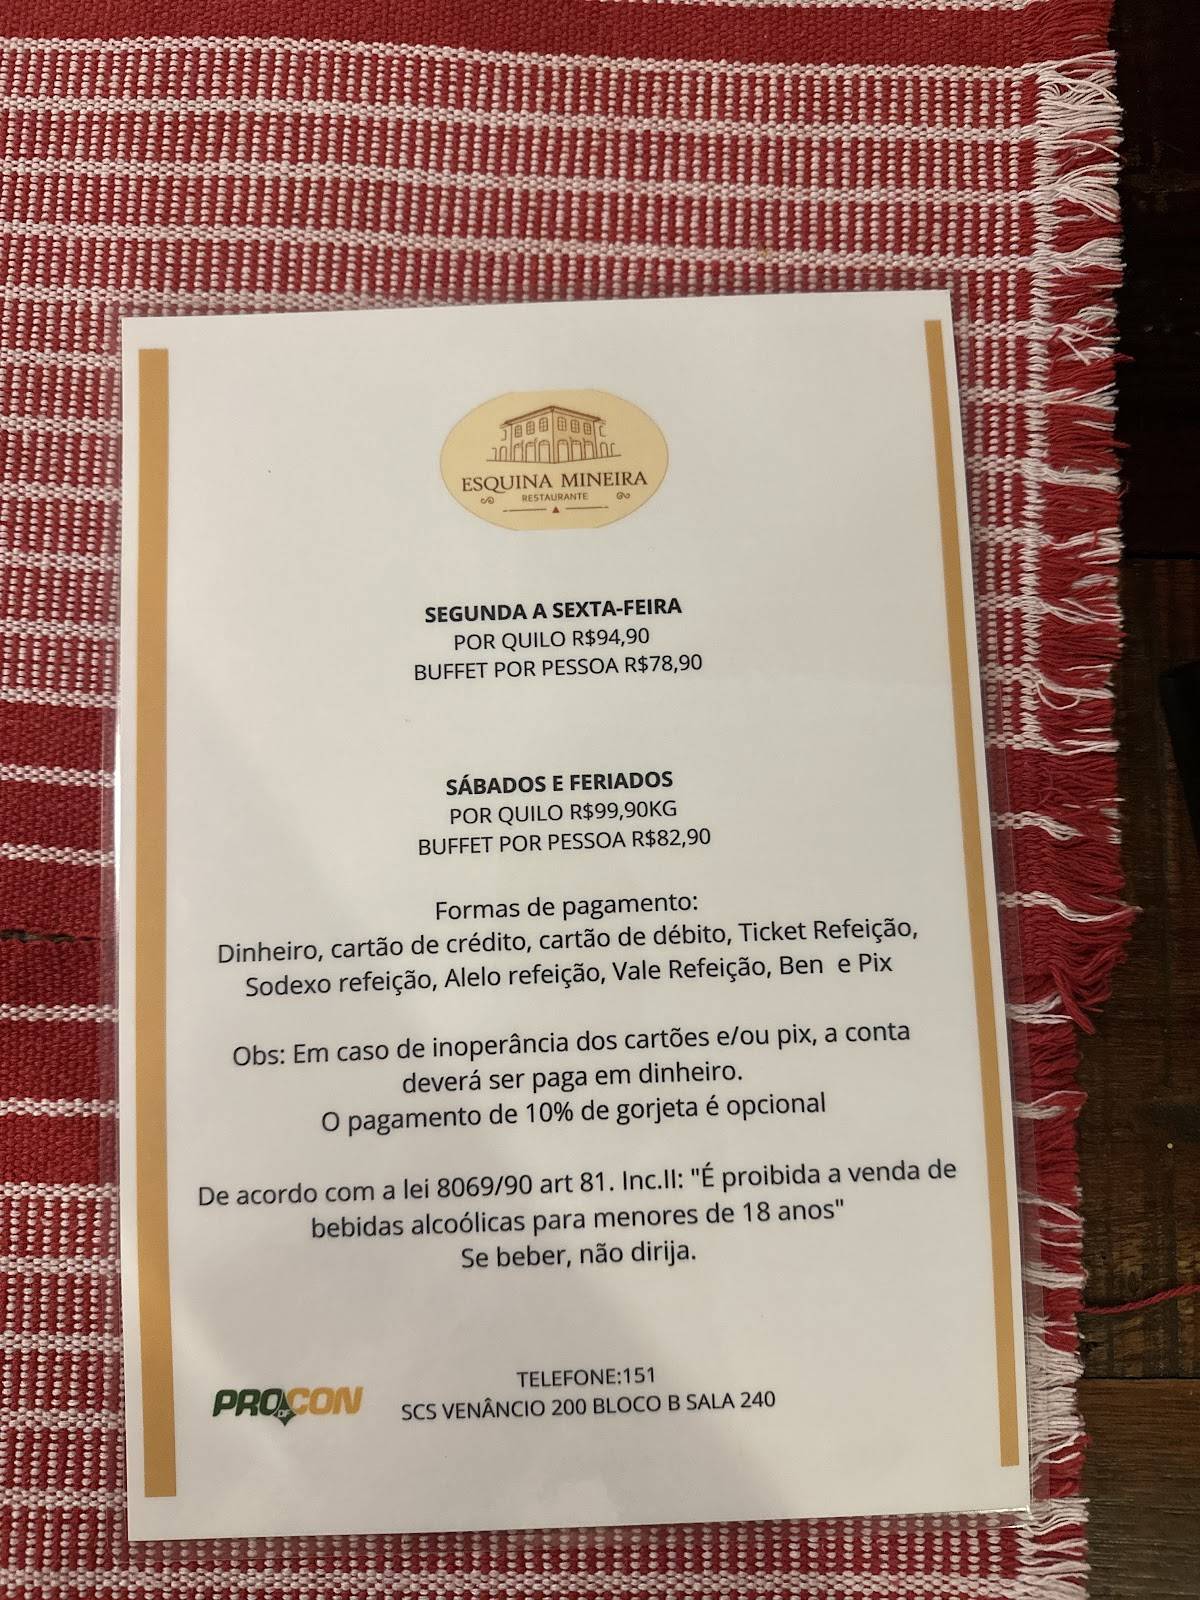 ESQUINA MINEIRA
RESTAURANTE
SEGUNDA A SEXTA-FEIRA
POR QUILO R$94,90
BUFFET POR PESSOA R$78,90
SÁBADOS E FERIADOS
POR QUILO R$99,90KG
BUFFET POR PESSOA R$82,90
Formas de pagamento:
Dinheiro, cartão de crédito, cartão de débito, Ticket Refeição,
Sodexo refeição, Alelo refeição, Vale Refeição, Ben e Pix
Obs: Em caso de inoperância dos cartões e/ou pix, a conta
deverá ser paga em dinheiro.
O pagamento de 10% de gorjeta é opcional
De acordo com a lei 8069/90 art 81. Inc.II: "É proibida a venda de
bebidas alcoólicas para menores de 18 anos"
Se beber, não dirija.
TELEFONE:151
PROCON DF
SCS VENÂNCIO 200 BLOCO B SALA 240